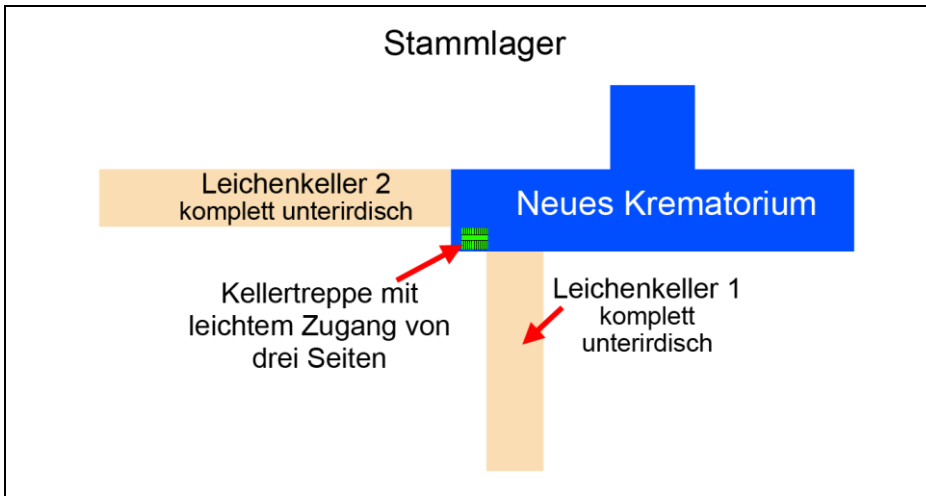 Stammlager
Leichenkeller 2
komplett unterirdisch
Neues Krematorium
Kellertreppe mit
leichtem Zugang von
drei Seiten
Leichenkeller 1
komplett
unterirdisch